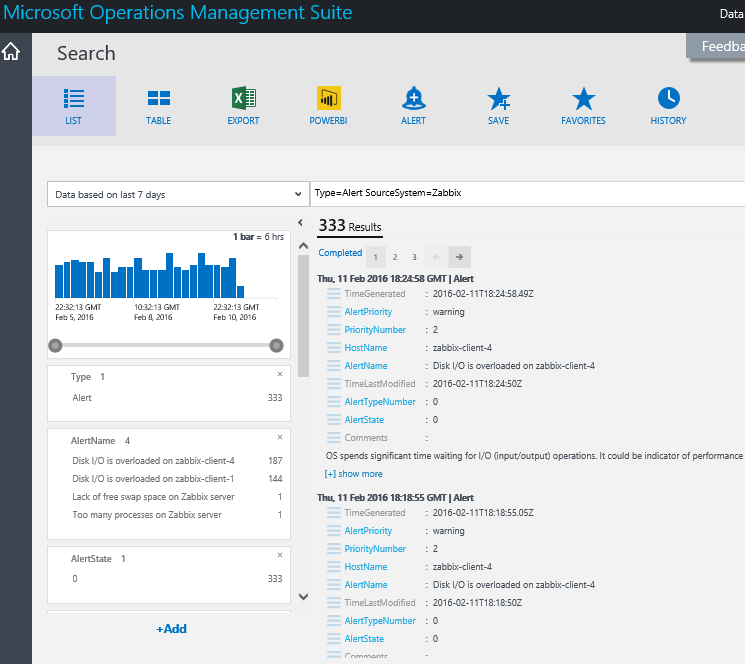 Microsoft Operations Management Suite
Data
Search
Feedba
LIST
TABLE
EXPORT
POWERBI
ALERT
SAVE
FAVORITES
HISTORY
Data based on last 7 days
Type=Alert SourceSystem=Zabbix
1 bar = 6 hrs
22:32:13 GMT
Feb 5, 2016
10:32:13 GMT
Feb 8, 2016
22:32:13 GMT
Feb 10, 2016
Type 1
Alert 333
AlertName 4
Disk I/O is overloaded on zabbix-client-4 187
Disk I/O is overloaded on zabbix-client-1 144
Lack of free swap space on Zabbix server 1
Too many processes on Zabbix server 1
AlertState 1
0 333
+Add
333 Results
Completed 1 2 3
Thu, 11 Feb 2016 18:24:58 GMT | Alert
TimeGenerated : 2016-02-11T18:24:58.49Z
AlertPriority : warning
PriorityNumber : 2
HostName : zabbix-client-4
AlertName : Disk I/O is overloaded on zabbix-client-4
TimeLastModified : 2016-02-11T18:24:50Z
AlertTypeNumber : 0
AlertState : 0
Comments :
OS spends significant time waiting for I/O (input/output) operations. It could be indicator of performance
[+] show more
Thu, 11 Feb 2016 18:18:55 GMT | Alert
TimeGenerated : 2016-02-11T18:18:55.05Z
AlertPriority : warning
PriorityNumber : 2
HostName : zabbix-client-4
AlertName : Disk I/O is overloaded on zabbix-client-4
TimeLastModified : 2016-02-11T18:18:50Z
AlertTypeNumber : 0
AlertState : 0
Comments :